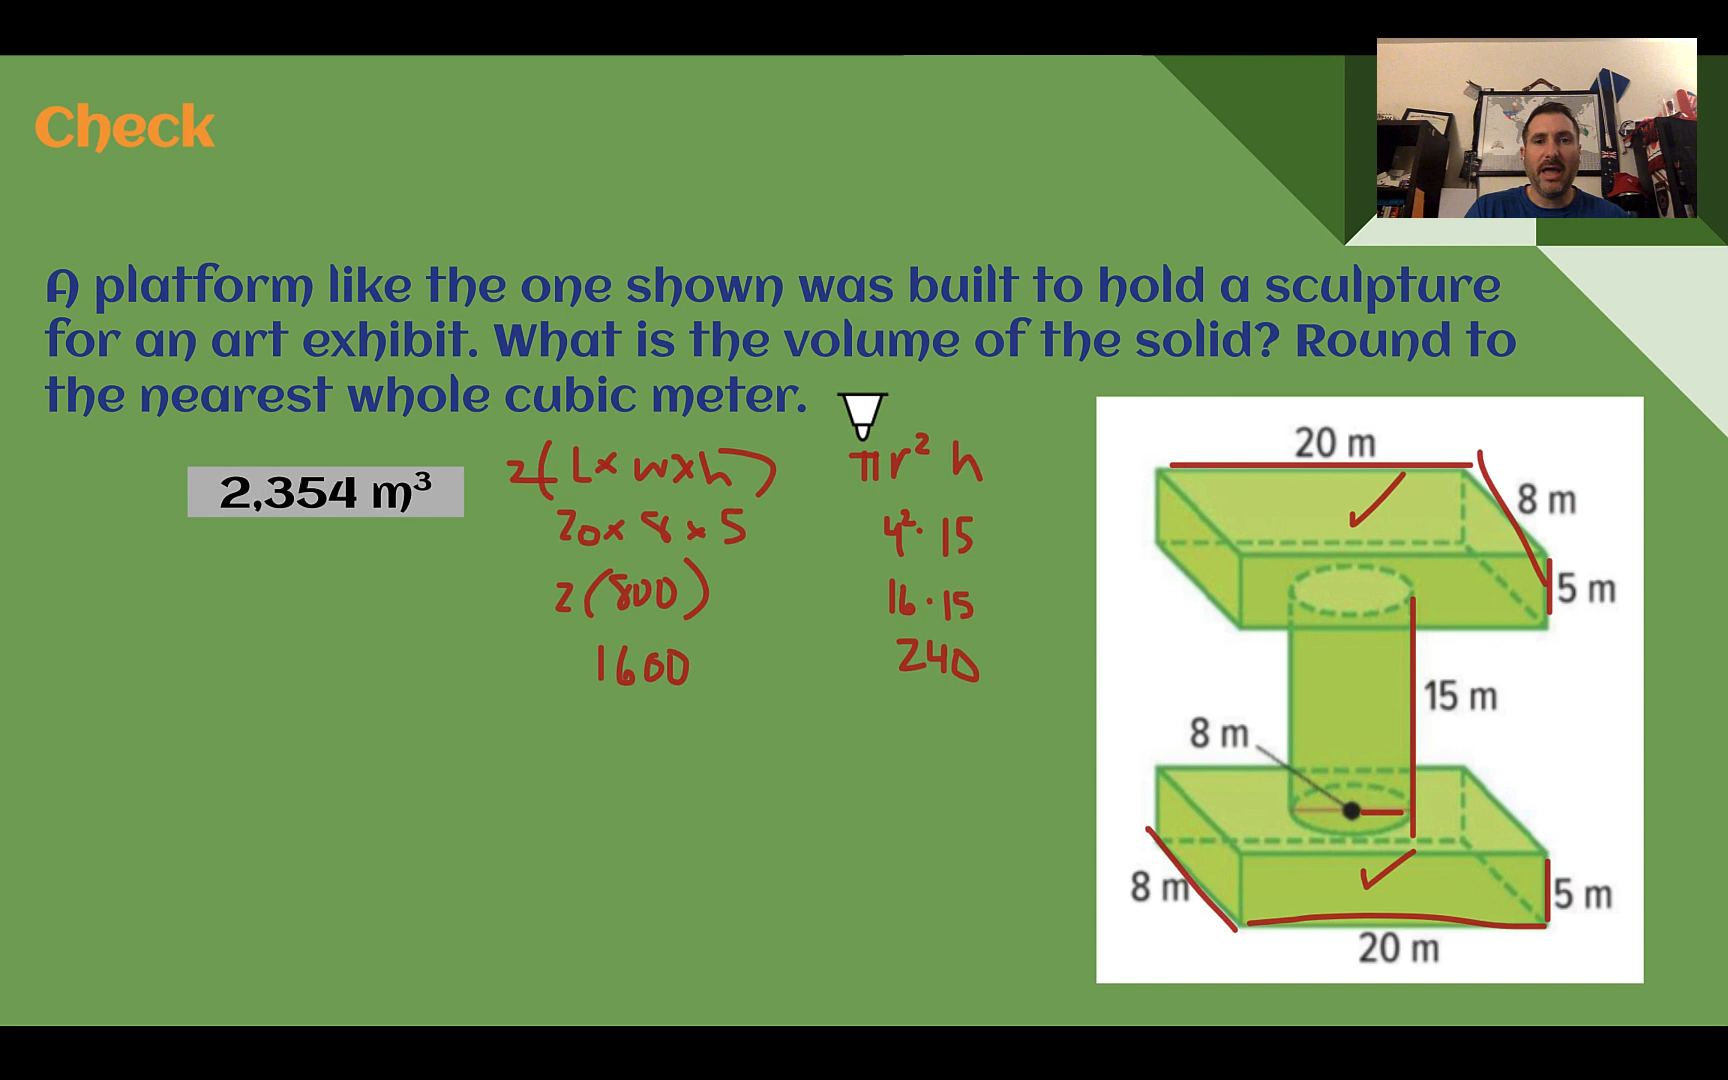 Check
A platform like the one shown was built to hold a sculpture
for an art exhibit. What is the volume of the solid? Round to
the nearest whole cubic meter.
2,354 m³
2(L × w × h)
20 × 8 × 5
2(800)
1600
πr² h
4² · 15
16 · 15
240
20 m
8 m
5 m
15 m
8 m
8 m
5 m
20 m